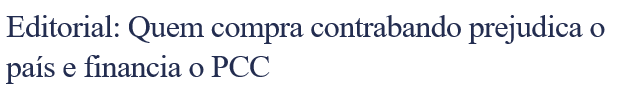 Editorial: Quem compra contrabando prejudica o
país e financia o PCC